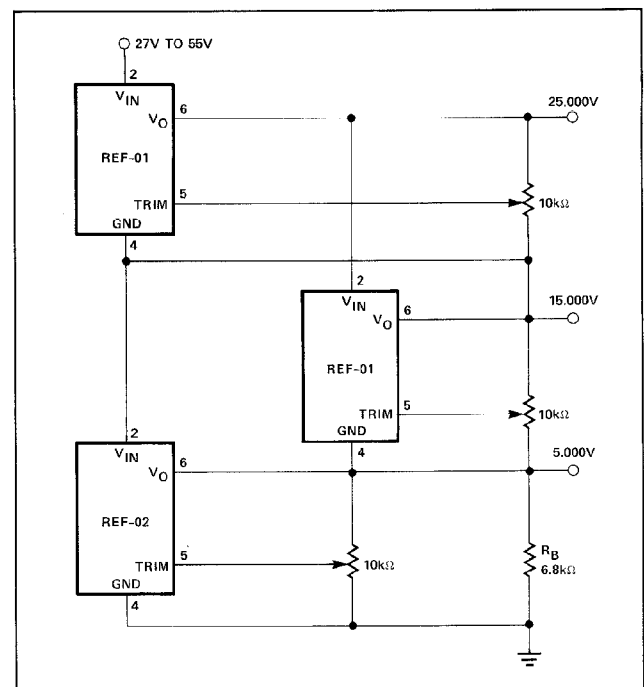 27V TO 55V
2
VIN
6
VO
25.000V
REF-01
TRIM
5
10kΩ
GND
4
2
VIN
6
VO
15.000V
REF-01
TRIM
5
10kΩ
GND
4
2
VIN
6
VO
5.000V
REF-02
TRIM
5
10kΩ
RB
6.8kΩ
GND
4